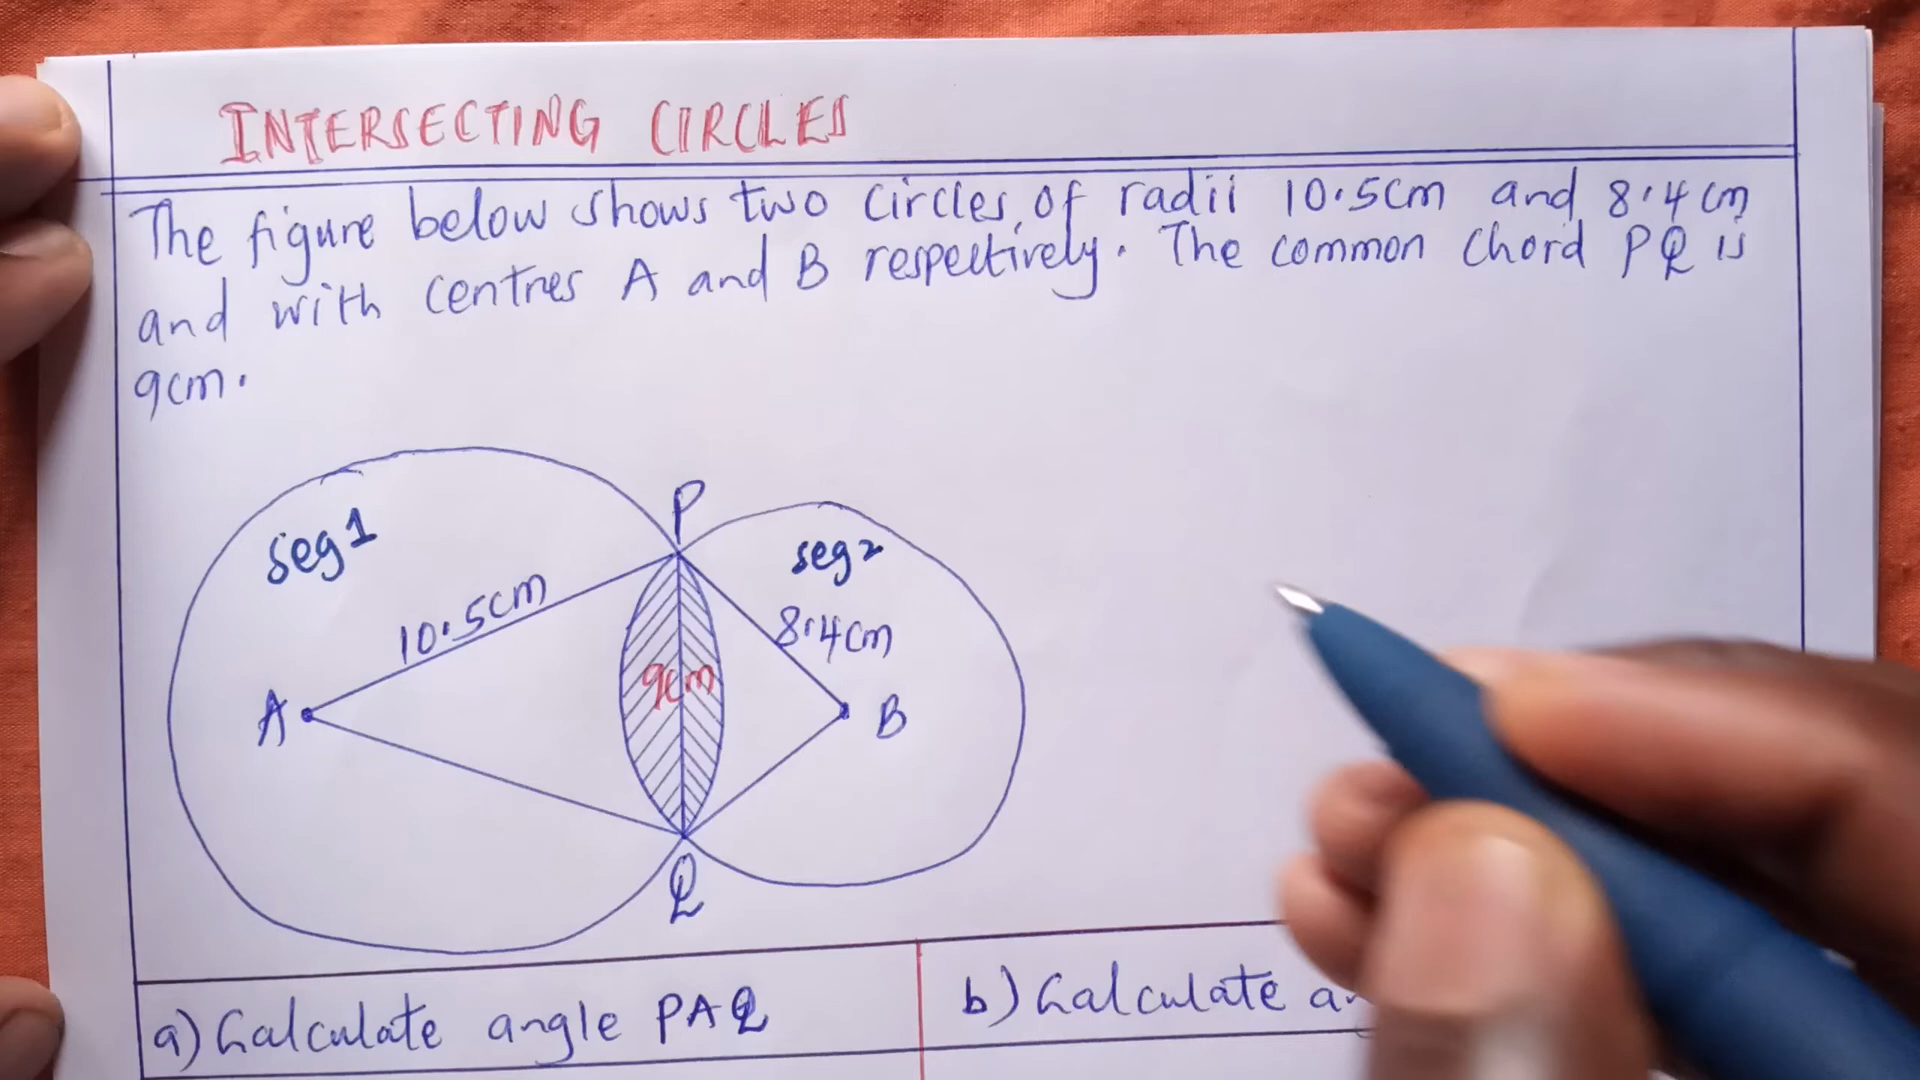 INTERSECTING CIRCLES
The figure below shows two circles of radii 10.5cm and 8.4cm
and with centres A and B respectively. The common chord PQ is
9cm.
P
seg1
seg2
10.5cm
8.4cm
9cm
A
B
Q
a) Calculate angle PAQ
b) Calculate